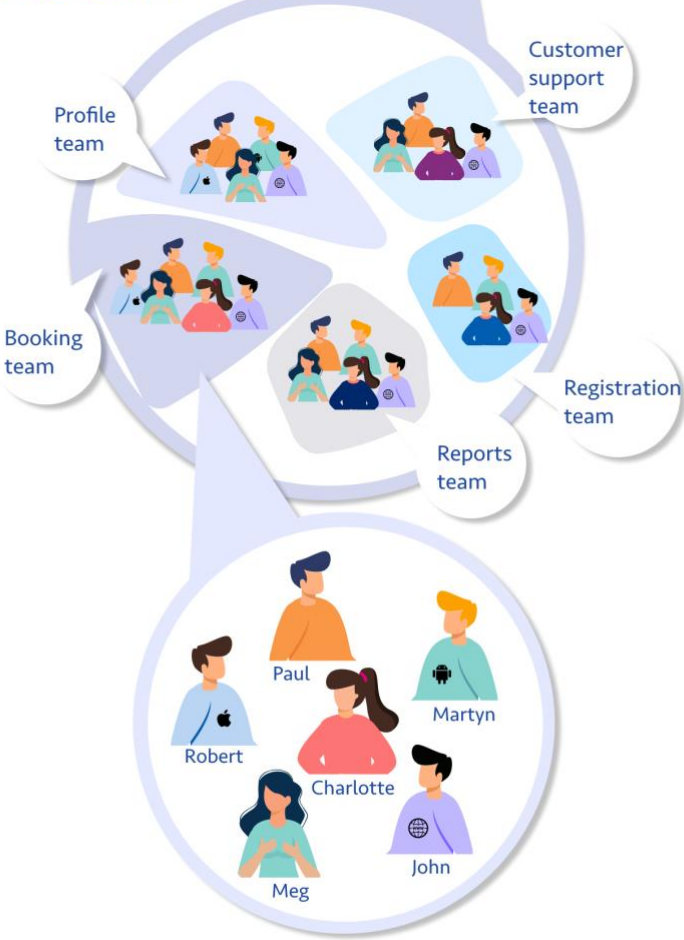 Customer
support
team
Profile
team
Booking
team
Registration
team
Reports
team
Paul
Martyn
Robert
Charlotte
John
Meg